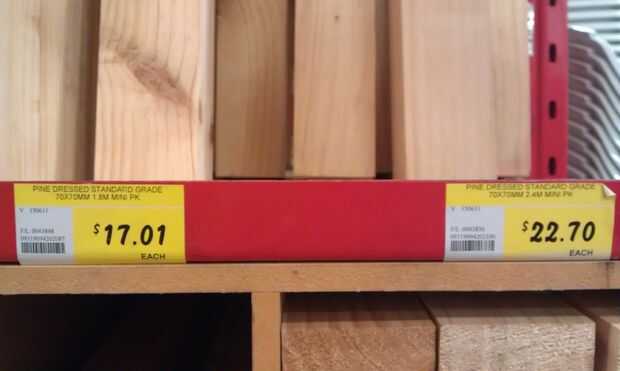 PINE DRESSED STANDARD GRADE
70X70MM 1.8M MINI PK
$17.01
EACH
PINE DRESSED STANDARD GRADE
70X70MM 2.4M MINI PK
$22.70
EACH